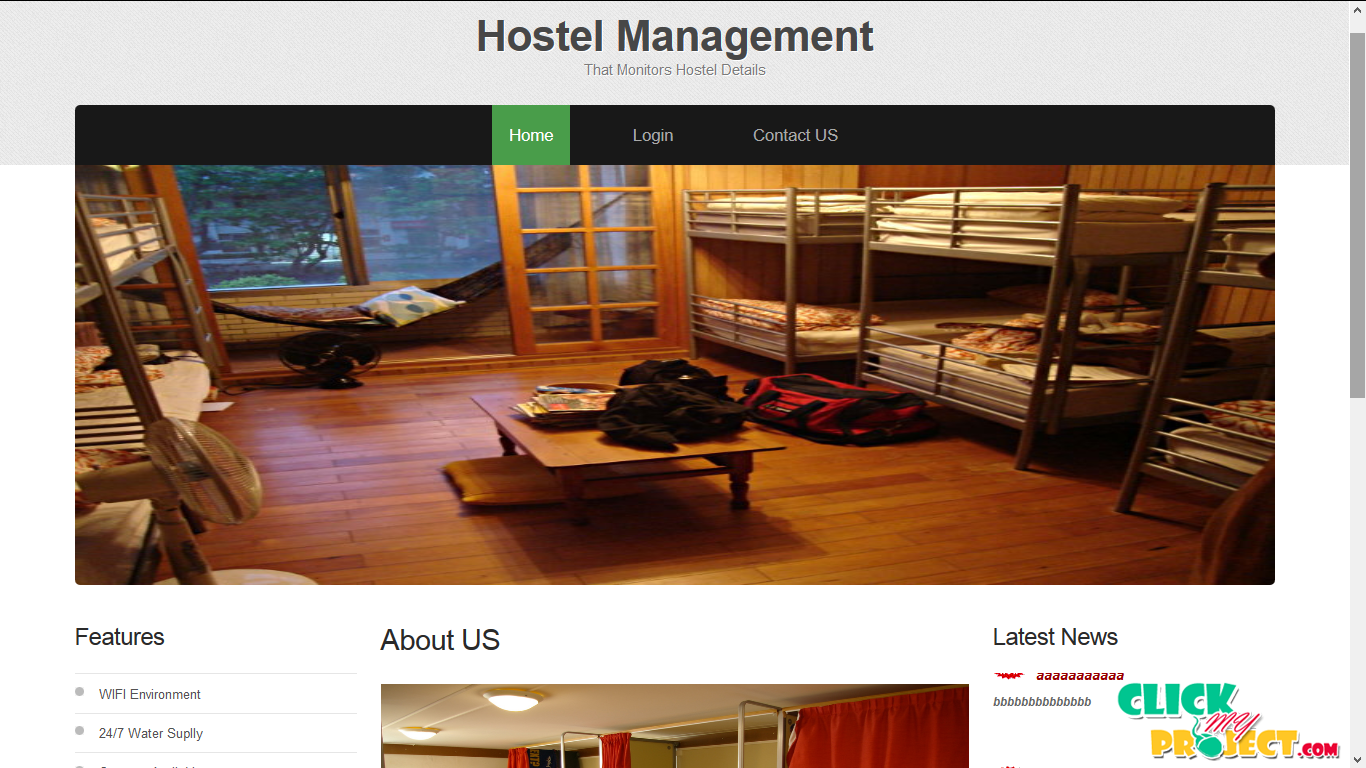 Hostel Management
That Monitors Hostel Details
Home
Login
Contact US
Features
WIFI Environment
24/7 Water Suplly
About US
Latest News
aaaaaaaaaaa
bbbbbbbbbbbbbb
CLICK
my
PROJECT.COM